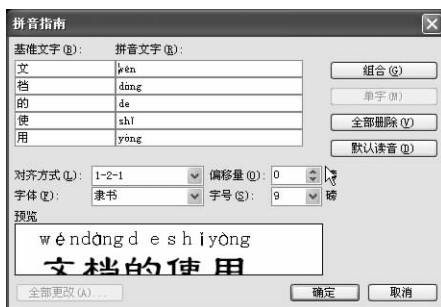 拼音指南
基准文字(B): 拼音文字(R):
文 wén
档 dàng
的 de
使 shǐ
用 yòng
组合(G)
单字(M)
全部删除(V)
默认读音(D)
对齐方式(L): 1-2-1 偏移量(O): 0
字体(F): 隶书 字号(S): 9 磅
预览
wéndàngdeshǐyòng
文档的使用
全部更改(A)... 确定 取消